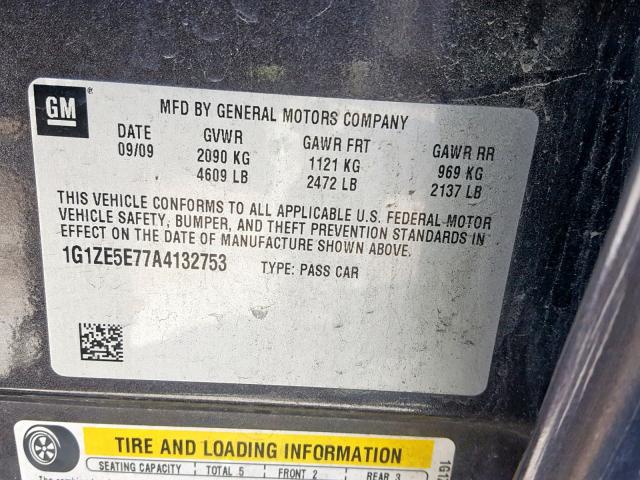 GM
MFD BY GENERAL MOTORS COMPANY
DATE GVWR GAWR FRT GAWR RR
09/09 2090 KG 1121 KG 969 KG
4609 LB 2472 LB 2137 LB
THIS VEHICLE CONFORMS TO ALL APPLICABLE U.S. FEDERAL MOTOR
VEHICLE SAFETY, BUMPER, AND THEFT PREVENTION STANDARDS IN
EFFECT ON THE DATE OF MANUFACTURE SHOWN ABOVE.
1G1ZE5E77A4132753 TYPE: PASS CAR
TIRE AND LOADING INFORMATION
SEATING CAPACITY TOTAL 5 FRONT 2 REAR 3
1G1